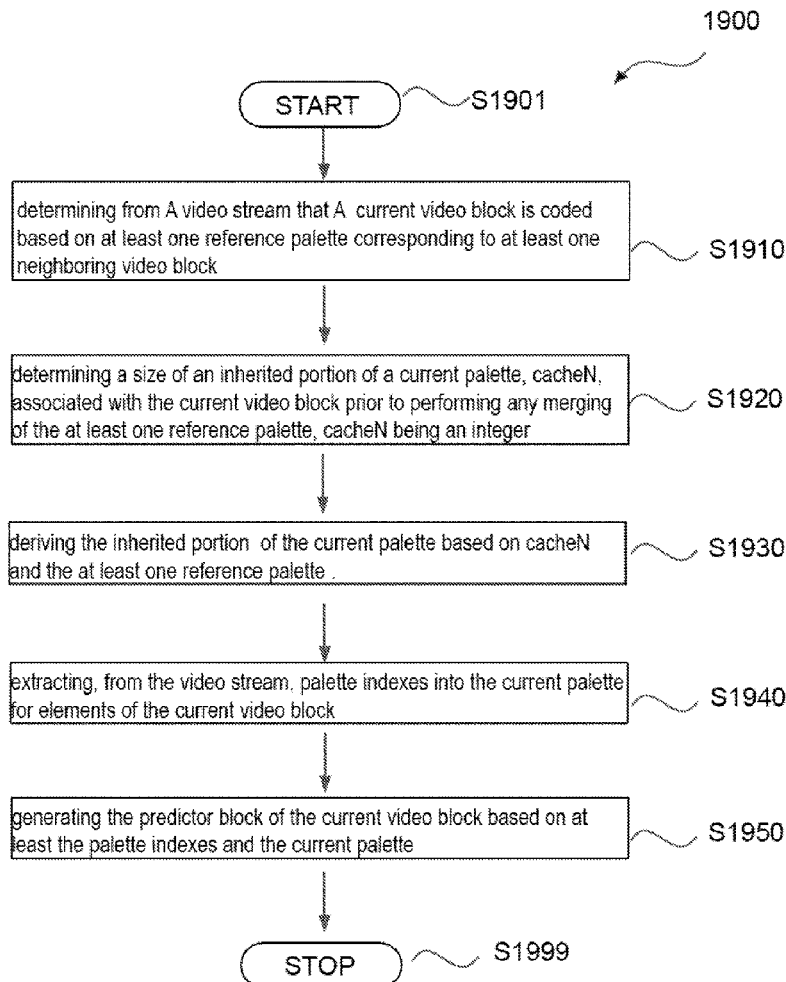 1900
START
S1901
determining from A video stream that A current video block is coded
based on at least one reference palette corresponding to at least one
neighboring video block
S1910
determining a size of an inherited portion of a current palette, cacheN,
associated with the current video block prior to performing any merging
of the at least one reference palette, cacheN being an integer
S1920
deriving the inherited portion of the current palette based on cacheN
and the at least one reference palette .
S1930
extracting, from the video stream, palette indexes into the current palette
for elements of the current video block
S1940
generating the predictor block of the current video block based on at
least the palette indexes and the current palette
S1950
STOP
S1999